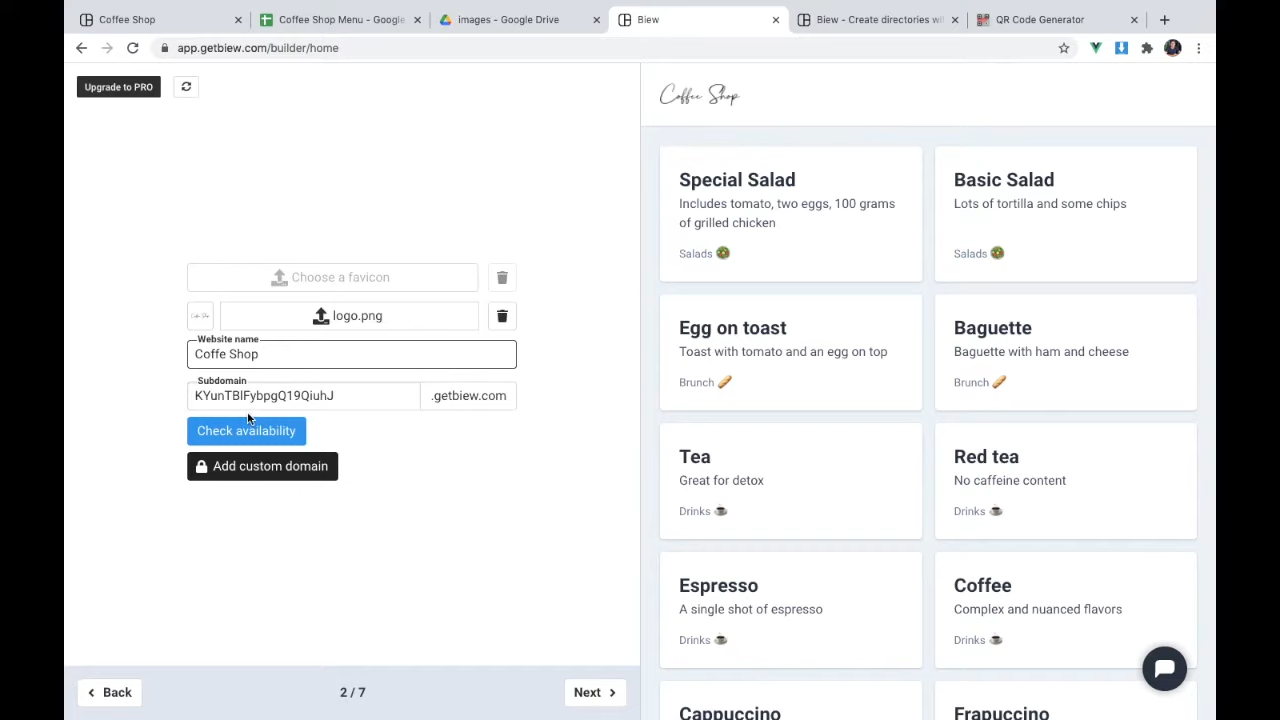 Coffee Shop
Coffee Shop Menu - Google
images - Google Drive
Biew
Biew - Create directories wi
QR Code Generator
app.getbiew.com/builder/home
Upgrade to PRO
Choose a favicon
logo.png
Website name
Coffe Shop
Subdomain
KYunTBlFybpgQ19QiuhJ
.getbiew.com
Check availability
Add custom domain
Back
2 / 7
Next
Coffee Shop
Special Salad
Includes tomato, two eggs, 100 grams
of grilled chicken
Salads
Basic Salad
Lots of tortilla and some chips
Salads
Egg on toast
Toast with tomato and an egg on top
Brunch
Baguette
Baguette with ham and cheese
Brunch
Tea
Great for detox
Drinks
Red tea
No caffeine content
Drinks
Espresso
A single shot of espresso
Drinks
Coffee
Complex and nuanced flavors
Drinks
Cappuccino
Frapuccino